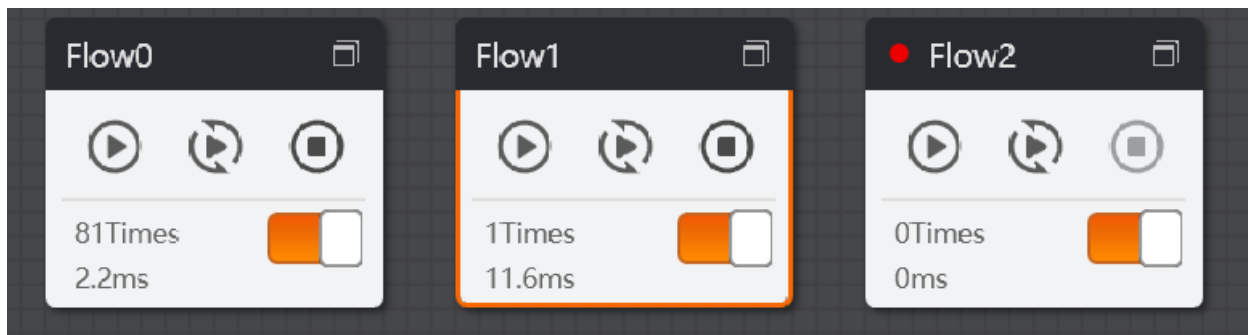 Flow0
81Times
2.2ms
Flow1
1Times
11.6ms
Flow2
0Times
0ms